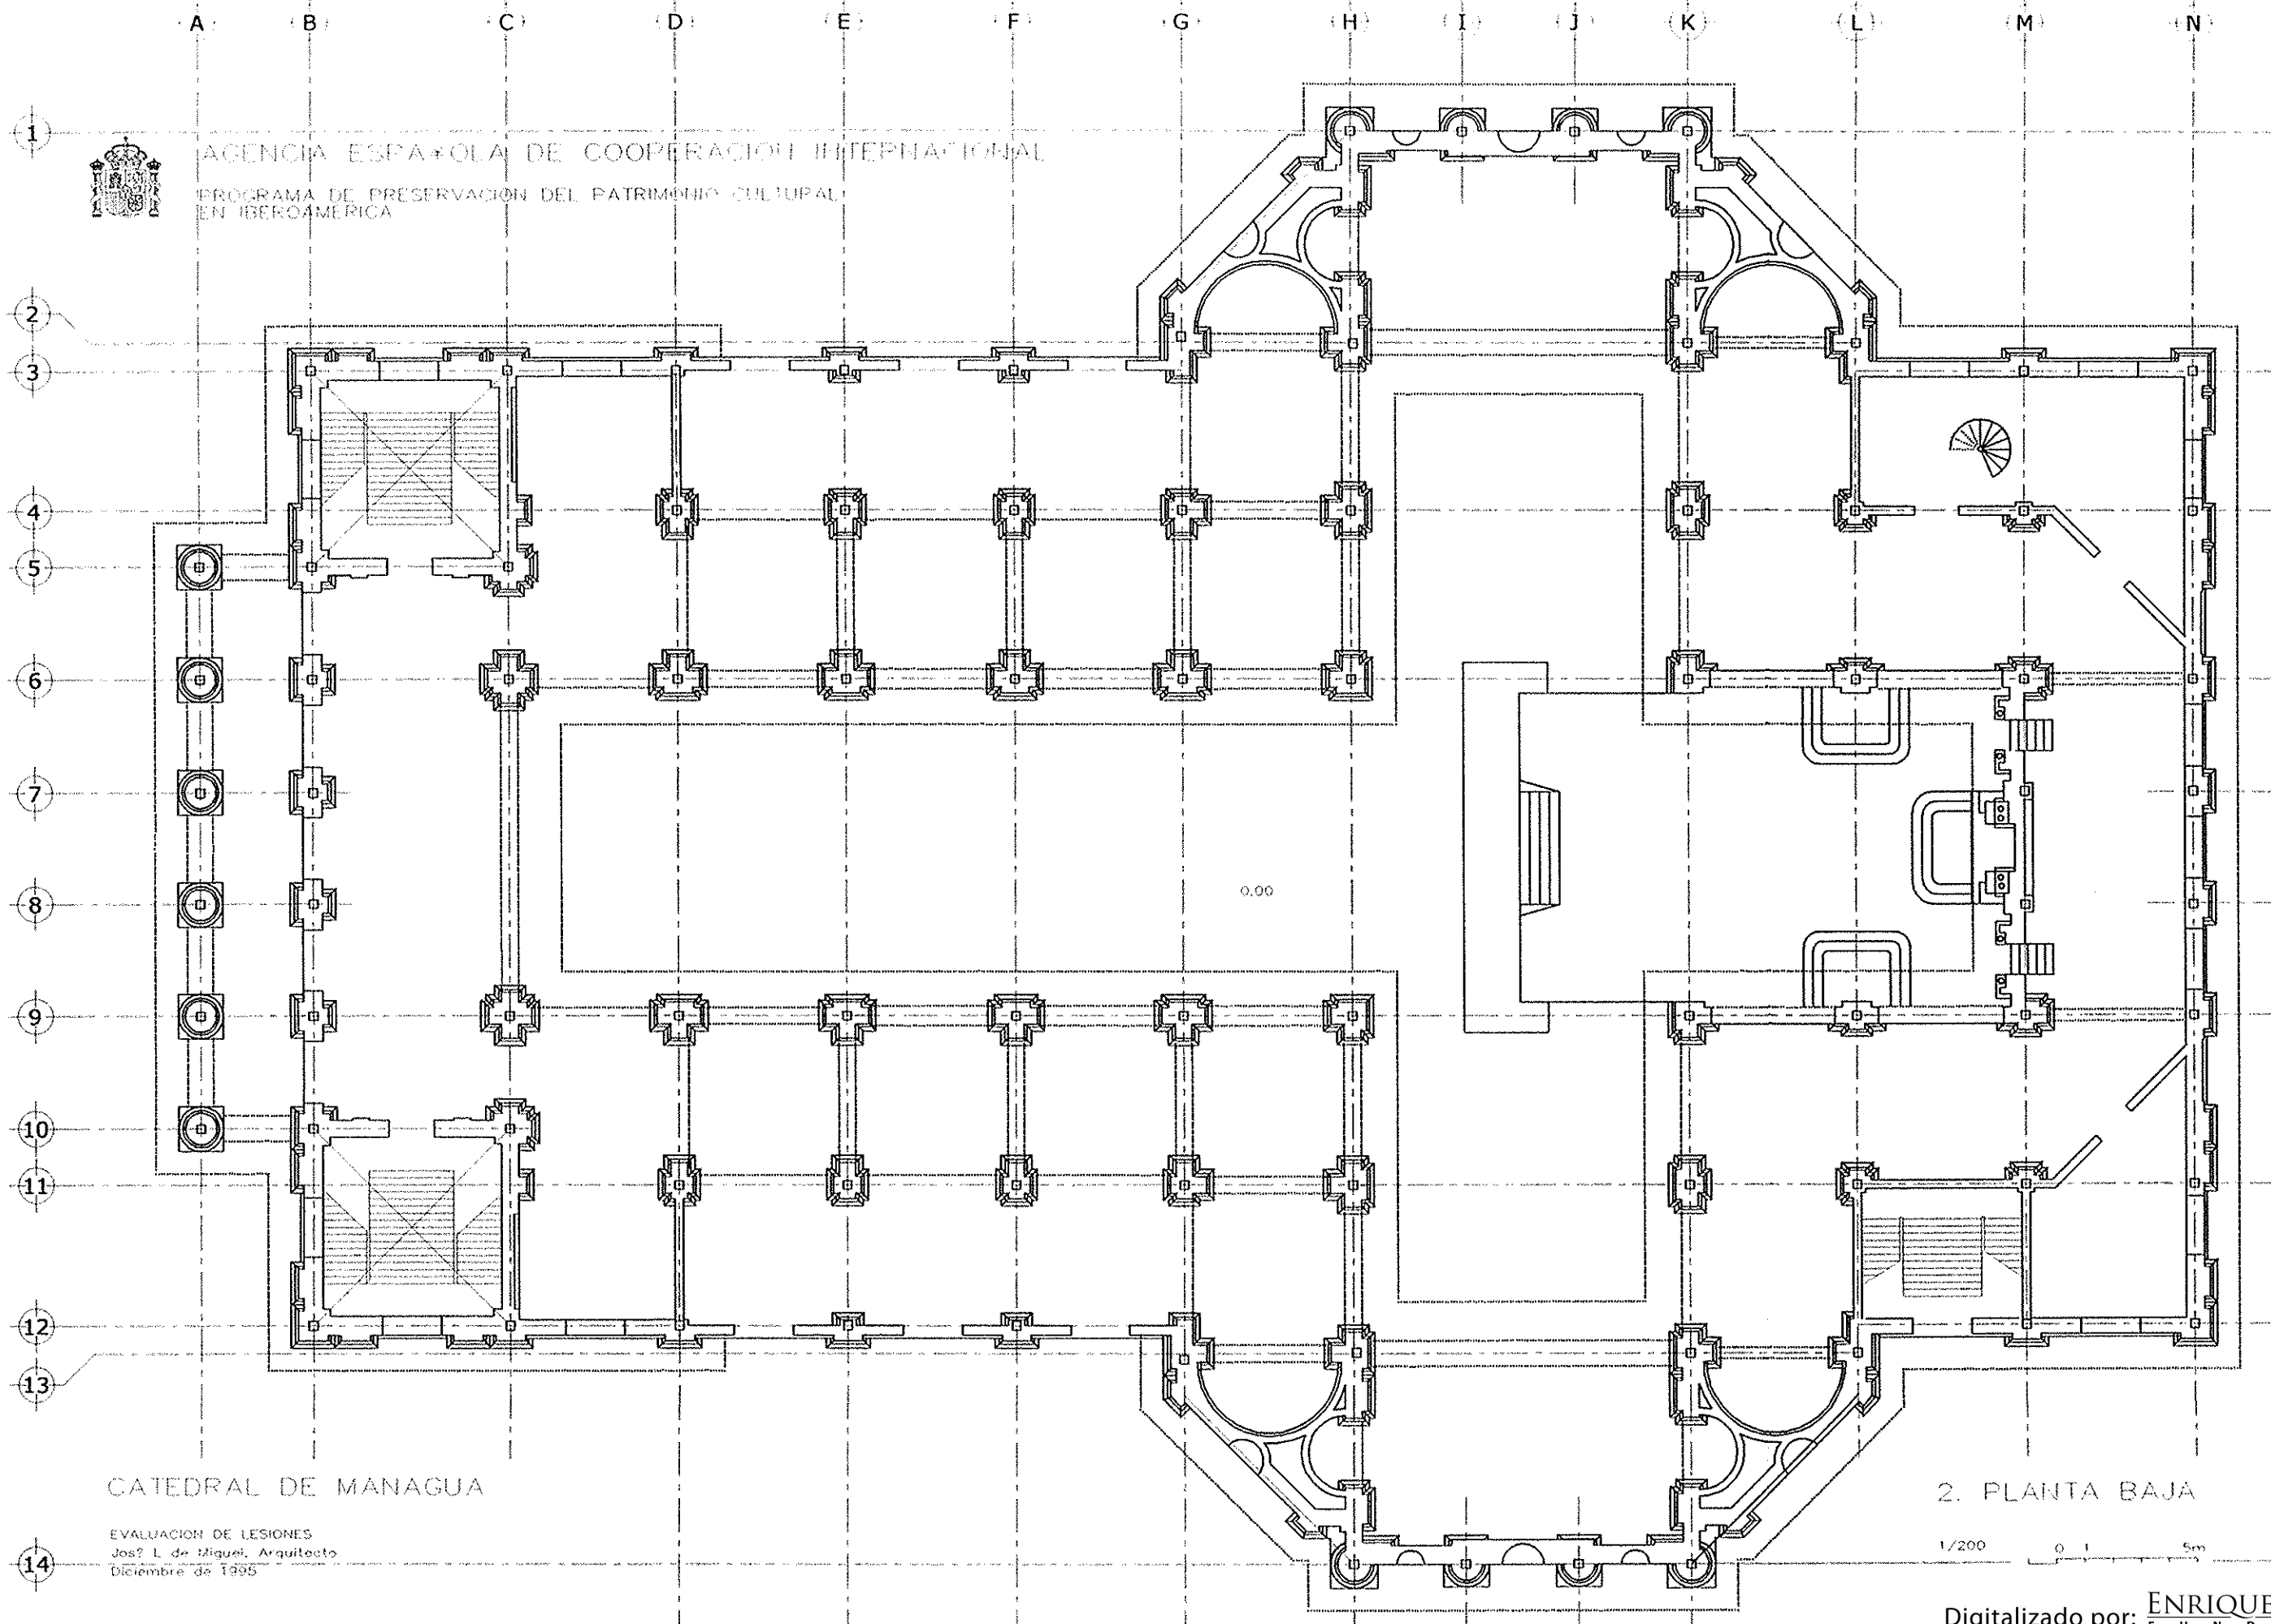 A B C D E F G H I J K L M N
1
AGENCIA ESPA*OLA DE COOPERACION INTERNACIONAL
PROGRAMA DE PRESERVACION DEL PATRIMONIO CULTURAL
EN IBEROAMERICA
2
3
4
5
6
7
8
0.00
9
10
11
12
13
CATEDRAL DE MANAGUA
2. PLANTA BAJA
EVALUACION DE LESIONES
Jos? L de Miguel, Arquitecto
Diciembre de 1995
1/200
0 1 5m
14
Digitalizado por: ENRIQUE